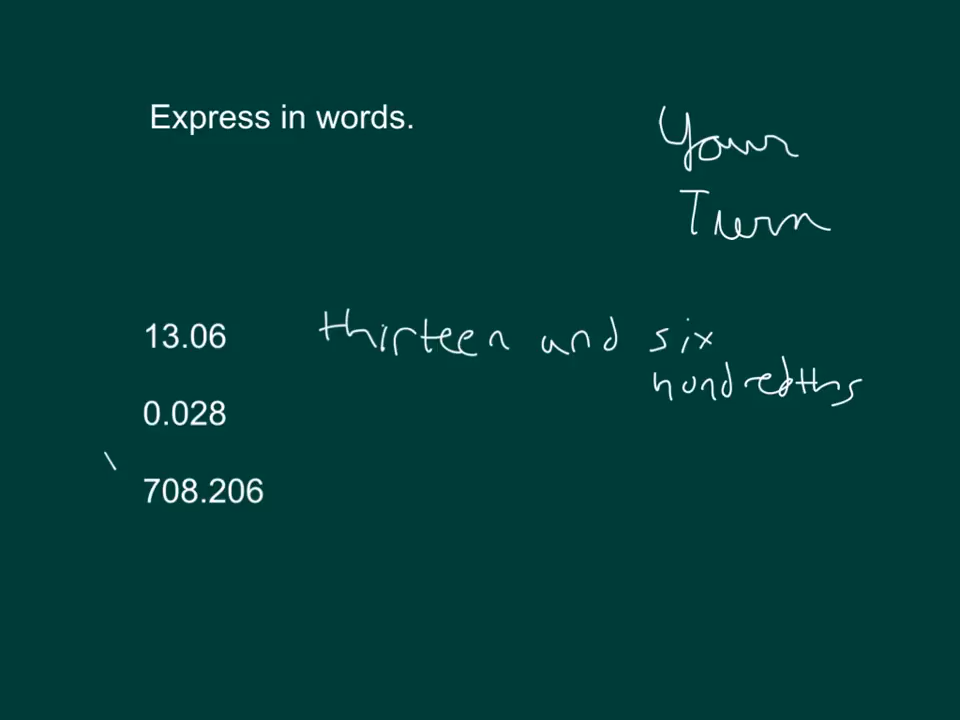 Express in words.
Your
Turn
13.06 thirteen and six
hundredths
0.028
708.206